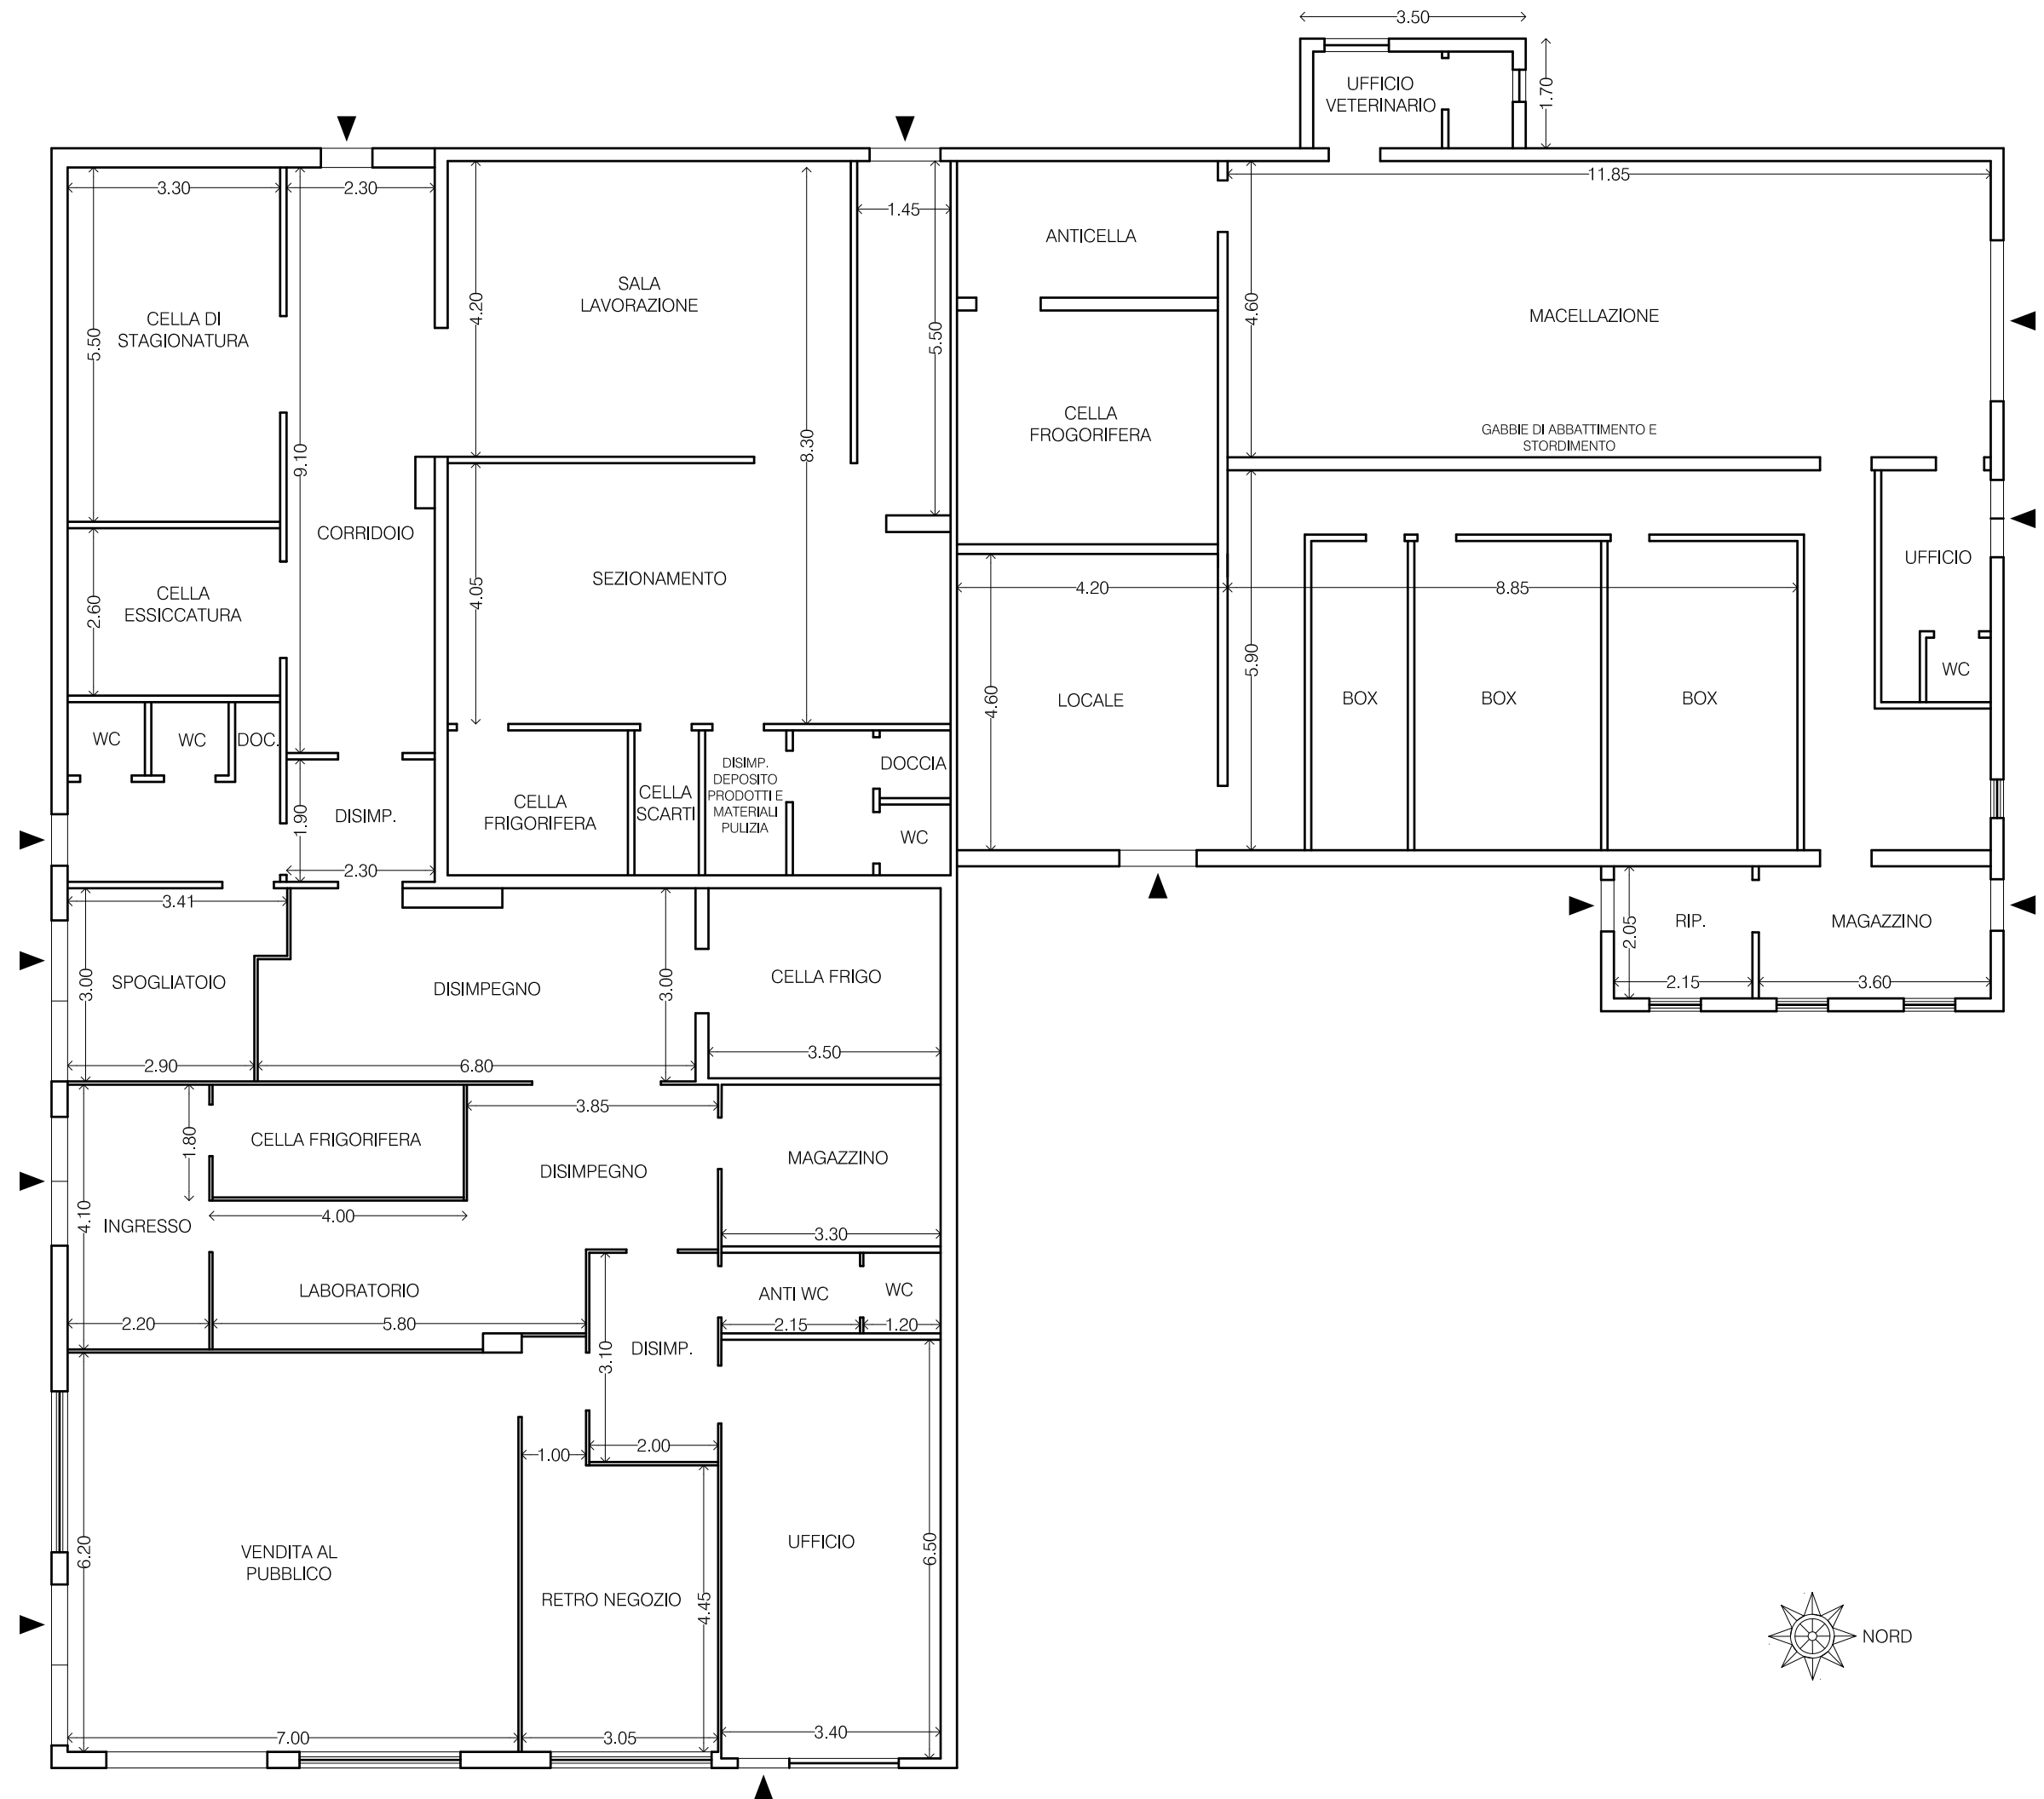 3.50
UFFICIO
VETERINARIO
1.70
3.30
2.30
11.85
1.45
ANTICELLA
SALA
LAVORAZIONE
4.20
5.50
4.60
MACELLAZIONE
CELLA DI
STAGIONATURA
5.50
CELLA
FROGORIFERA
GABBIE DI ABBATTIMENTO E
STORDIMENTO
9.10
8.30
CORRIDOIO
UFFICIO
SEZIONAMENTO
4.05
4.20
8.85
CELLA
ESSICCATURA
2.60
5.90
WC
LOCALE
4.60
BOX
BOX
BOX
WC
WC
DOC.
DISIMP.
DEPOSITO
PRODOTTI E
MATERIALI
PULIZIA
DOCCIA
CELLA
FRIGORIFERA
CELLA
SCARTI
DISIMP.
1.90
WC
2.30
3.41
RIP.
MAGAZZINO
2.05
SPOGLIATOIO
3.00
DISIMPEGNO
3.00
CELLA FRIGO
2.15
3.60
3.50
2.90
6.80
3.85
CELLA FRIGORIFERA
1.80
MAGAZZINO
DISIMPEGNO
4.00
INGRESSO
4.10
3.30
LABORATORIO
ANTI WC
WC
2.20
5.80
2.15
1.20
DISIMP.
3.10
1.00
2.00
VENDITA AL
PUBBLICO
6.20
UFFICIO
6.50
RETRO NEGOZIO
4.45
NORD
7.00
3.05
3.40